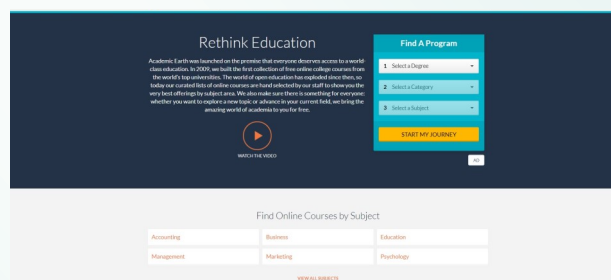 Rethink Education
Academic Earth was launched on the premise that everyone deserves access to a world-
class education. In 2009, we built the first collection of free online college courses from
the world's top universities. The world of open education has exploded since then, so
today our curated lists of online courses are hand selected by our staff to show you the
very best offerings by subject area. We also make sure there is something for everyone:
whether you want to explore a new topic or advance in your current field, we bring the
amazing world of academia to you for free.
WATCH THE VIDEO
Find A Program
1 Select a Degree
2 Select a Category
3 Select a Subject
START MY JOURNEY
AD
Find Online Courses by Subject
Accounting
Business
Education
Management
Marketing
Psychology
VIEW ALL SUBJECTS